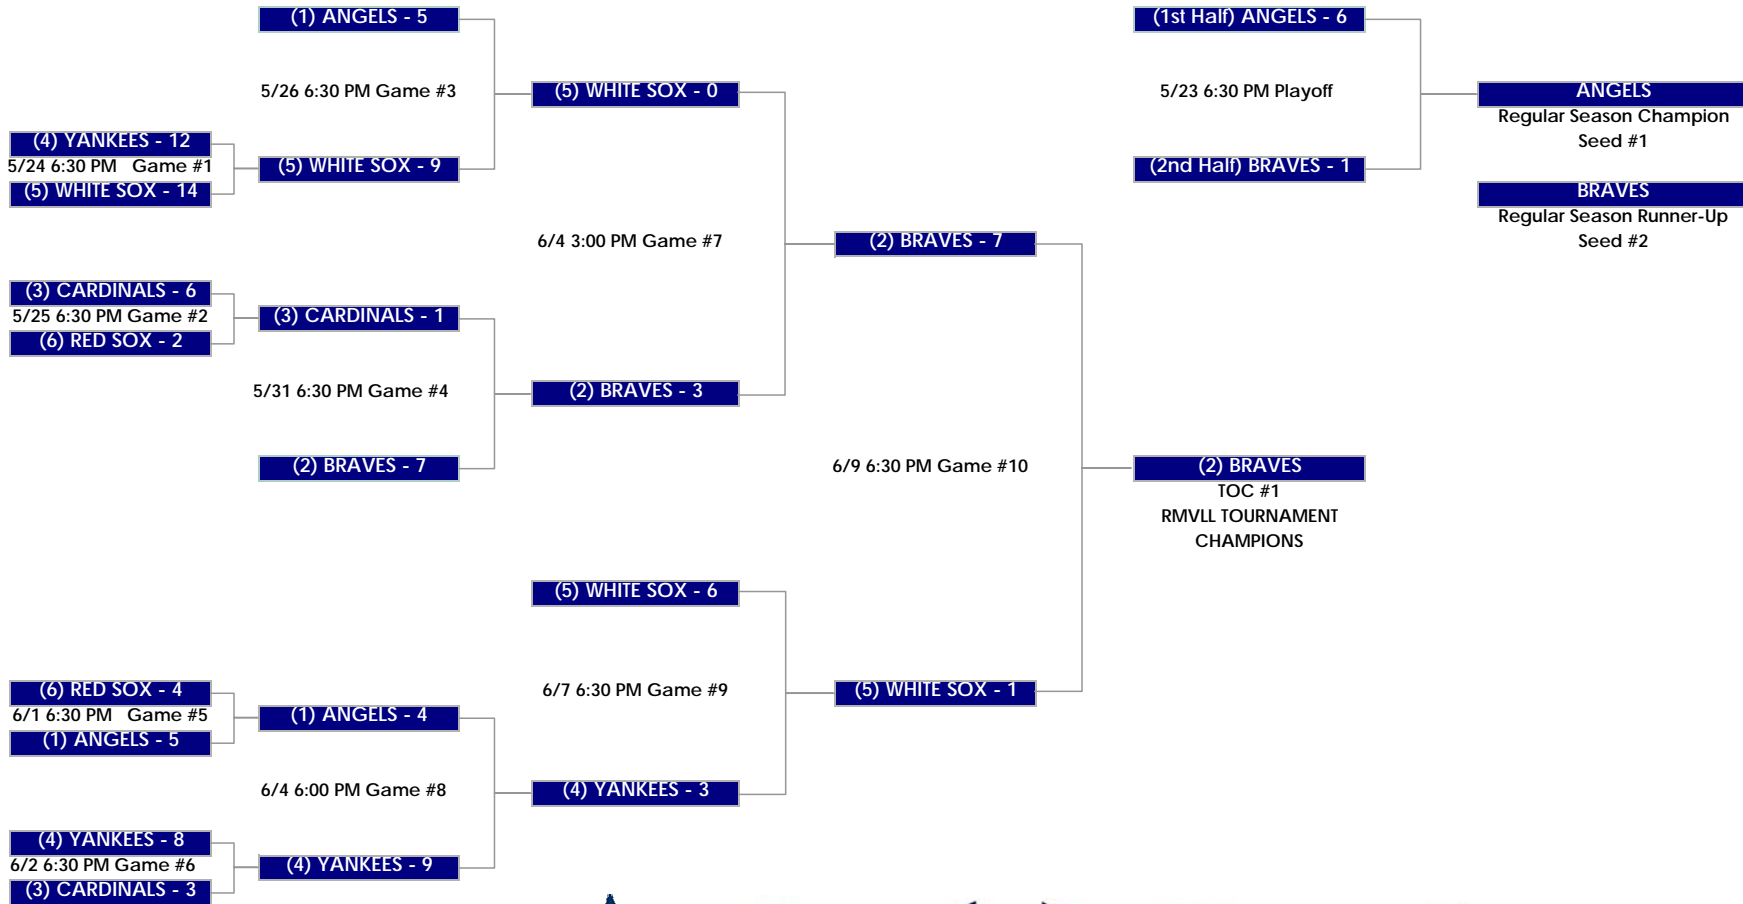 (1) ANGELS - 5
(1st Half) ANGELS - 6
5/26 6:30 PM Game #3
(5) WHITE SOX - 0
5/23 6:30 PM Playoff
ANGELS
Regular Season Champion
Seed #1
(4) YANKEES - 12
5/24 6:30 PM Game #1
(5) WHITE SOX - 14
(5) WHITE SOX - 9
(2nd Half) BRAVES - 1
BRAVES
Regular Season Runner-Up
Seed #2
6/4 3:00 PM Game #7
(2) BRAVES - 7
(3) CARDINALS - 6
5/25 6:30 PM Game #2
(6) RED SOX - 2
(3) CARDINALS - 1
5/31 6:30 PM Game #4
(2) BRAVES - 3
(2) BRAVES - 7
6/9 6:30 PM Game #10
(2) BRAVES
TOC #1
RMVLL TOURNAMENT
CHAMPIONS
(5) WHITE SOX - 6
(6) RED SOX - 4
6/1 6:30 PM Game #5
(1) ANGELS - 5
(1) ANGELS - 4
6/7 6:30 PM Game #9
(5) WHITE SOX - 1
6/4 6:00 PM Game #8
(4) YANKEES - 3
(4) YANKEES - 8
6/2 6:30 PM Game #6
(3) CARDINALS - 3
(4) YANKEES - 9